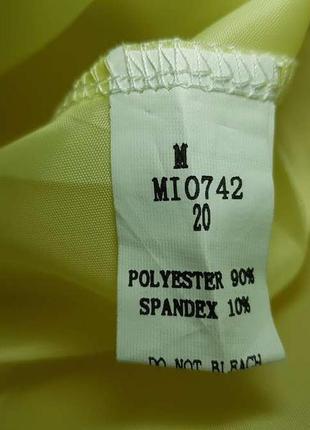 M
MI0742
20
POLYESTER 90%
SPANDEX 10%
DO NOT BLEACH